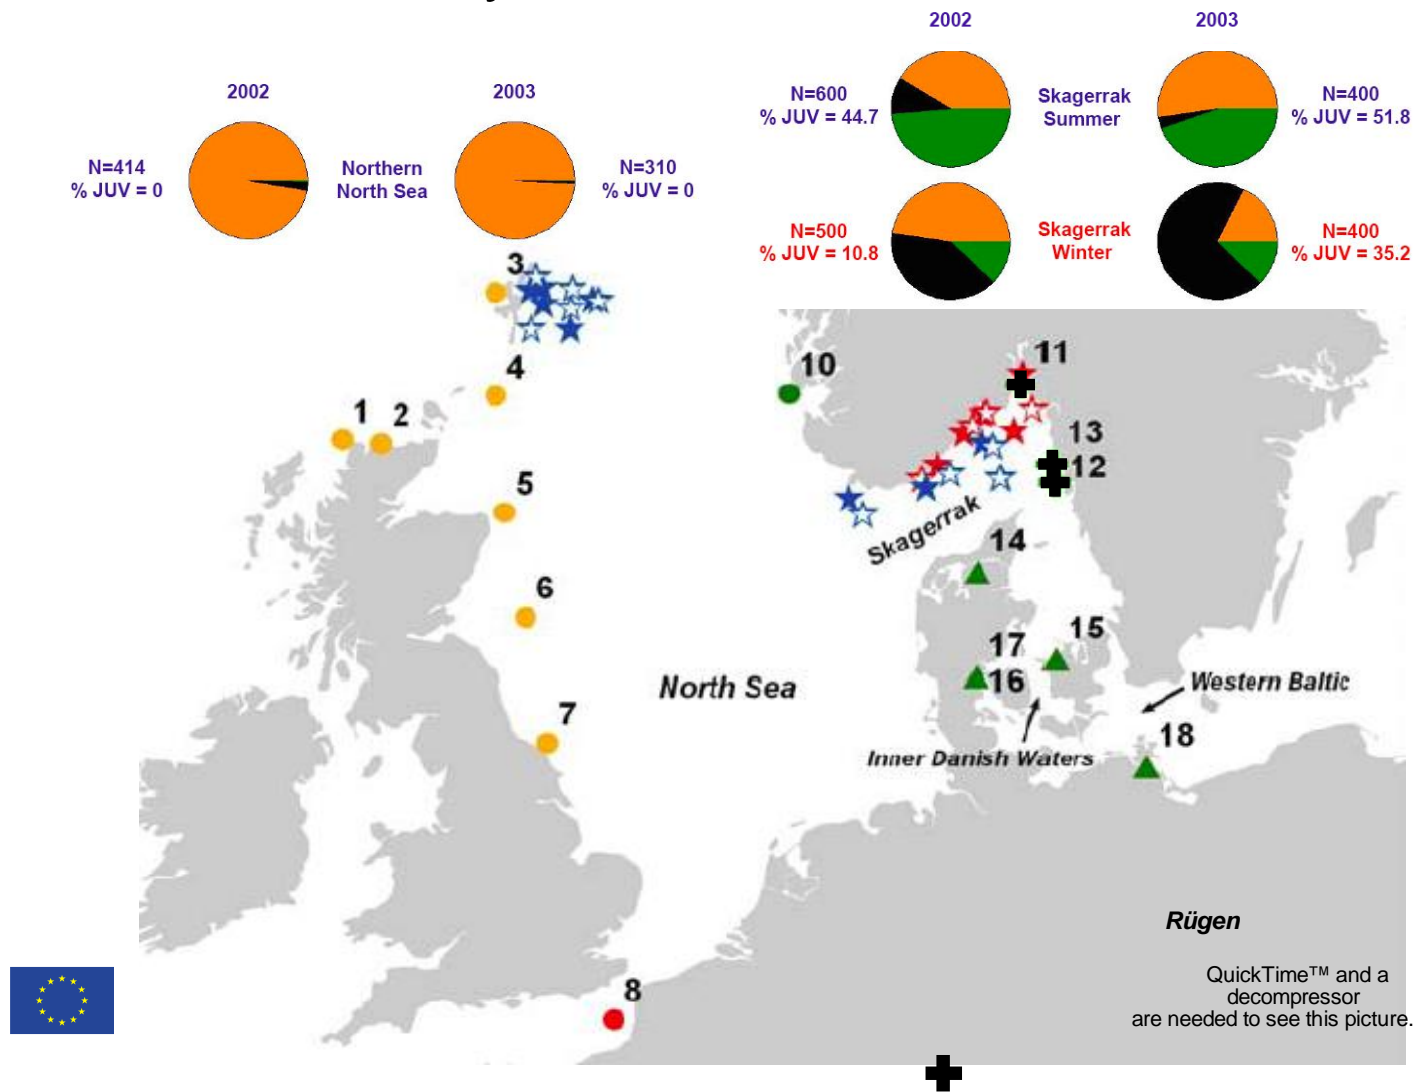 2002
2003
N=600
% JUV = 44.7
Skagerrak
Summer
N=400
% JUV = 51.8
2002
2003
N=414
% JUV = 0
Northern
North Sea
N=310
% JUV = 0
N=500
% JUV = 10.8
Skagerrak
Winter
N=400
% JUV = 35.2
3
10
11
4
1
2
13
12
5
Skagerrak
14
6
17
15
16
North Sea
Western Baltic
7
18
Inner Danish Waters
Rügen
QuickTime™ and a
decompressor
are needed to see this picture.
8